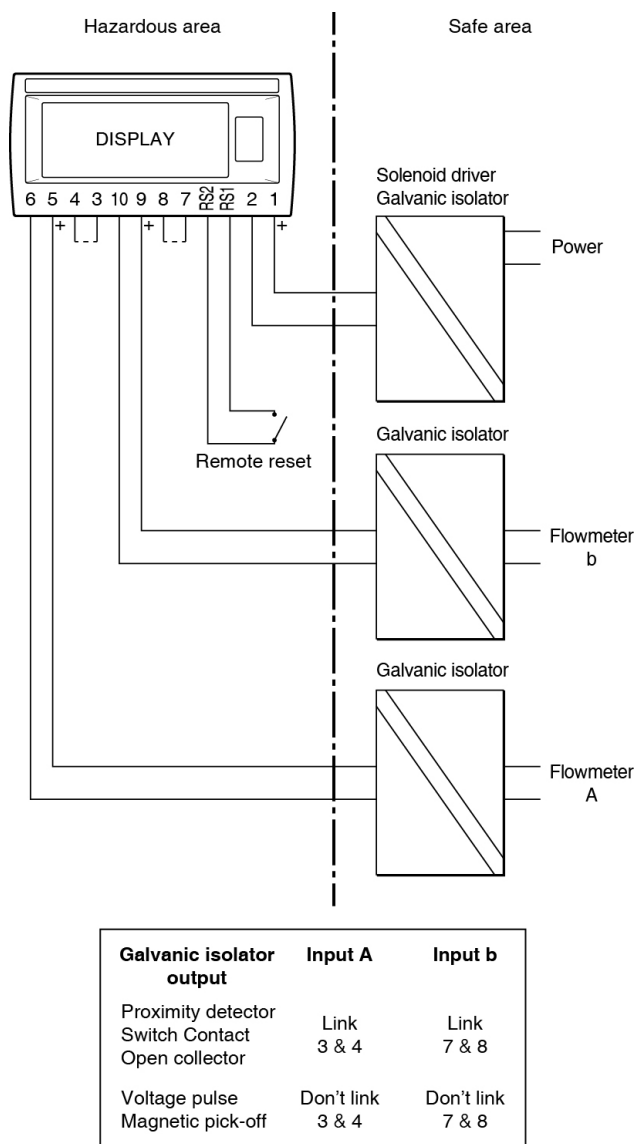 Hazardous area
Safe area
DISPLAY
6 5 4 3 10 9 8 7 RS2 RS1 2 1
+ + +
Solenoid driver
Galvanic isolator
Power
Remote reset
Galvanic isolator
Flowmeter
b
Galvanic isolator
Flowmeter
A
Galvanic isolator output Input A Input b
Proximity detector
Switch Contact
Open collector
Link
3 & 4
Link
7 & 8
Voltage pulse
Magnetic pick-off
Don't link
3 & 4
Don't link
7 & 8